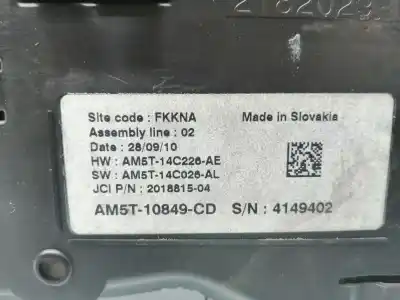 Site code : FKKNA Made in Slovakia
Assembly line : 02
Date : 28/09/10
HW : AM5T-14C226-AE
SW : AM5T-14C026-AL
JCI P/N : 2018815-04
AM5T-10849-CD S/N : 4149402